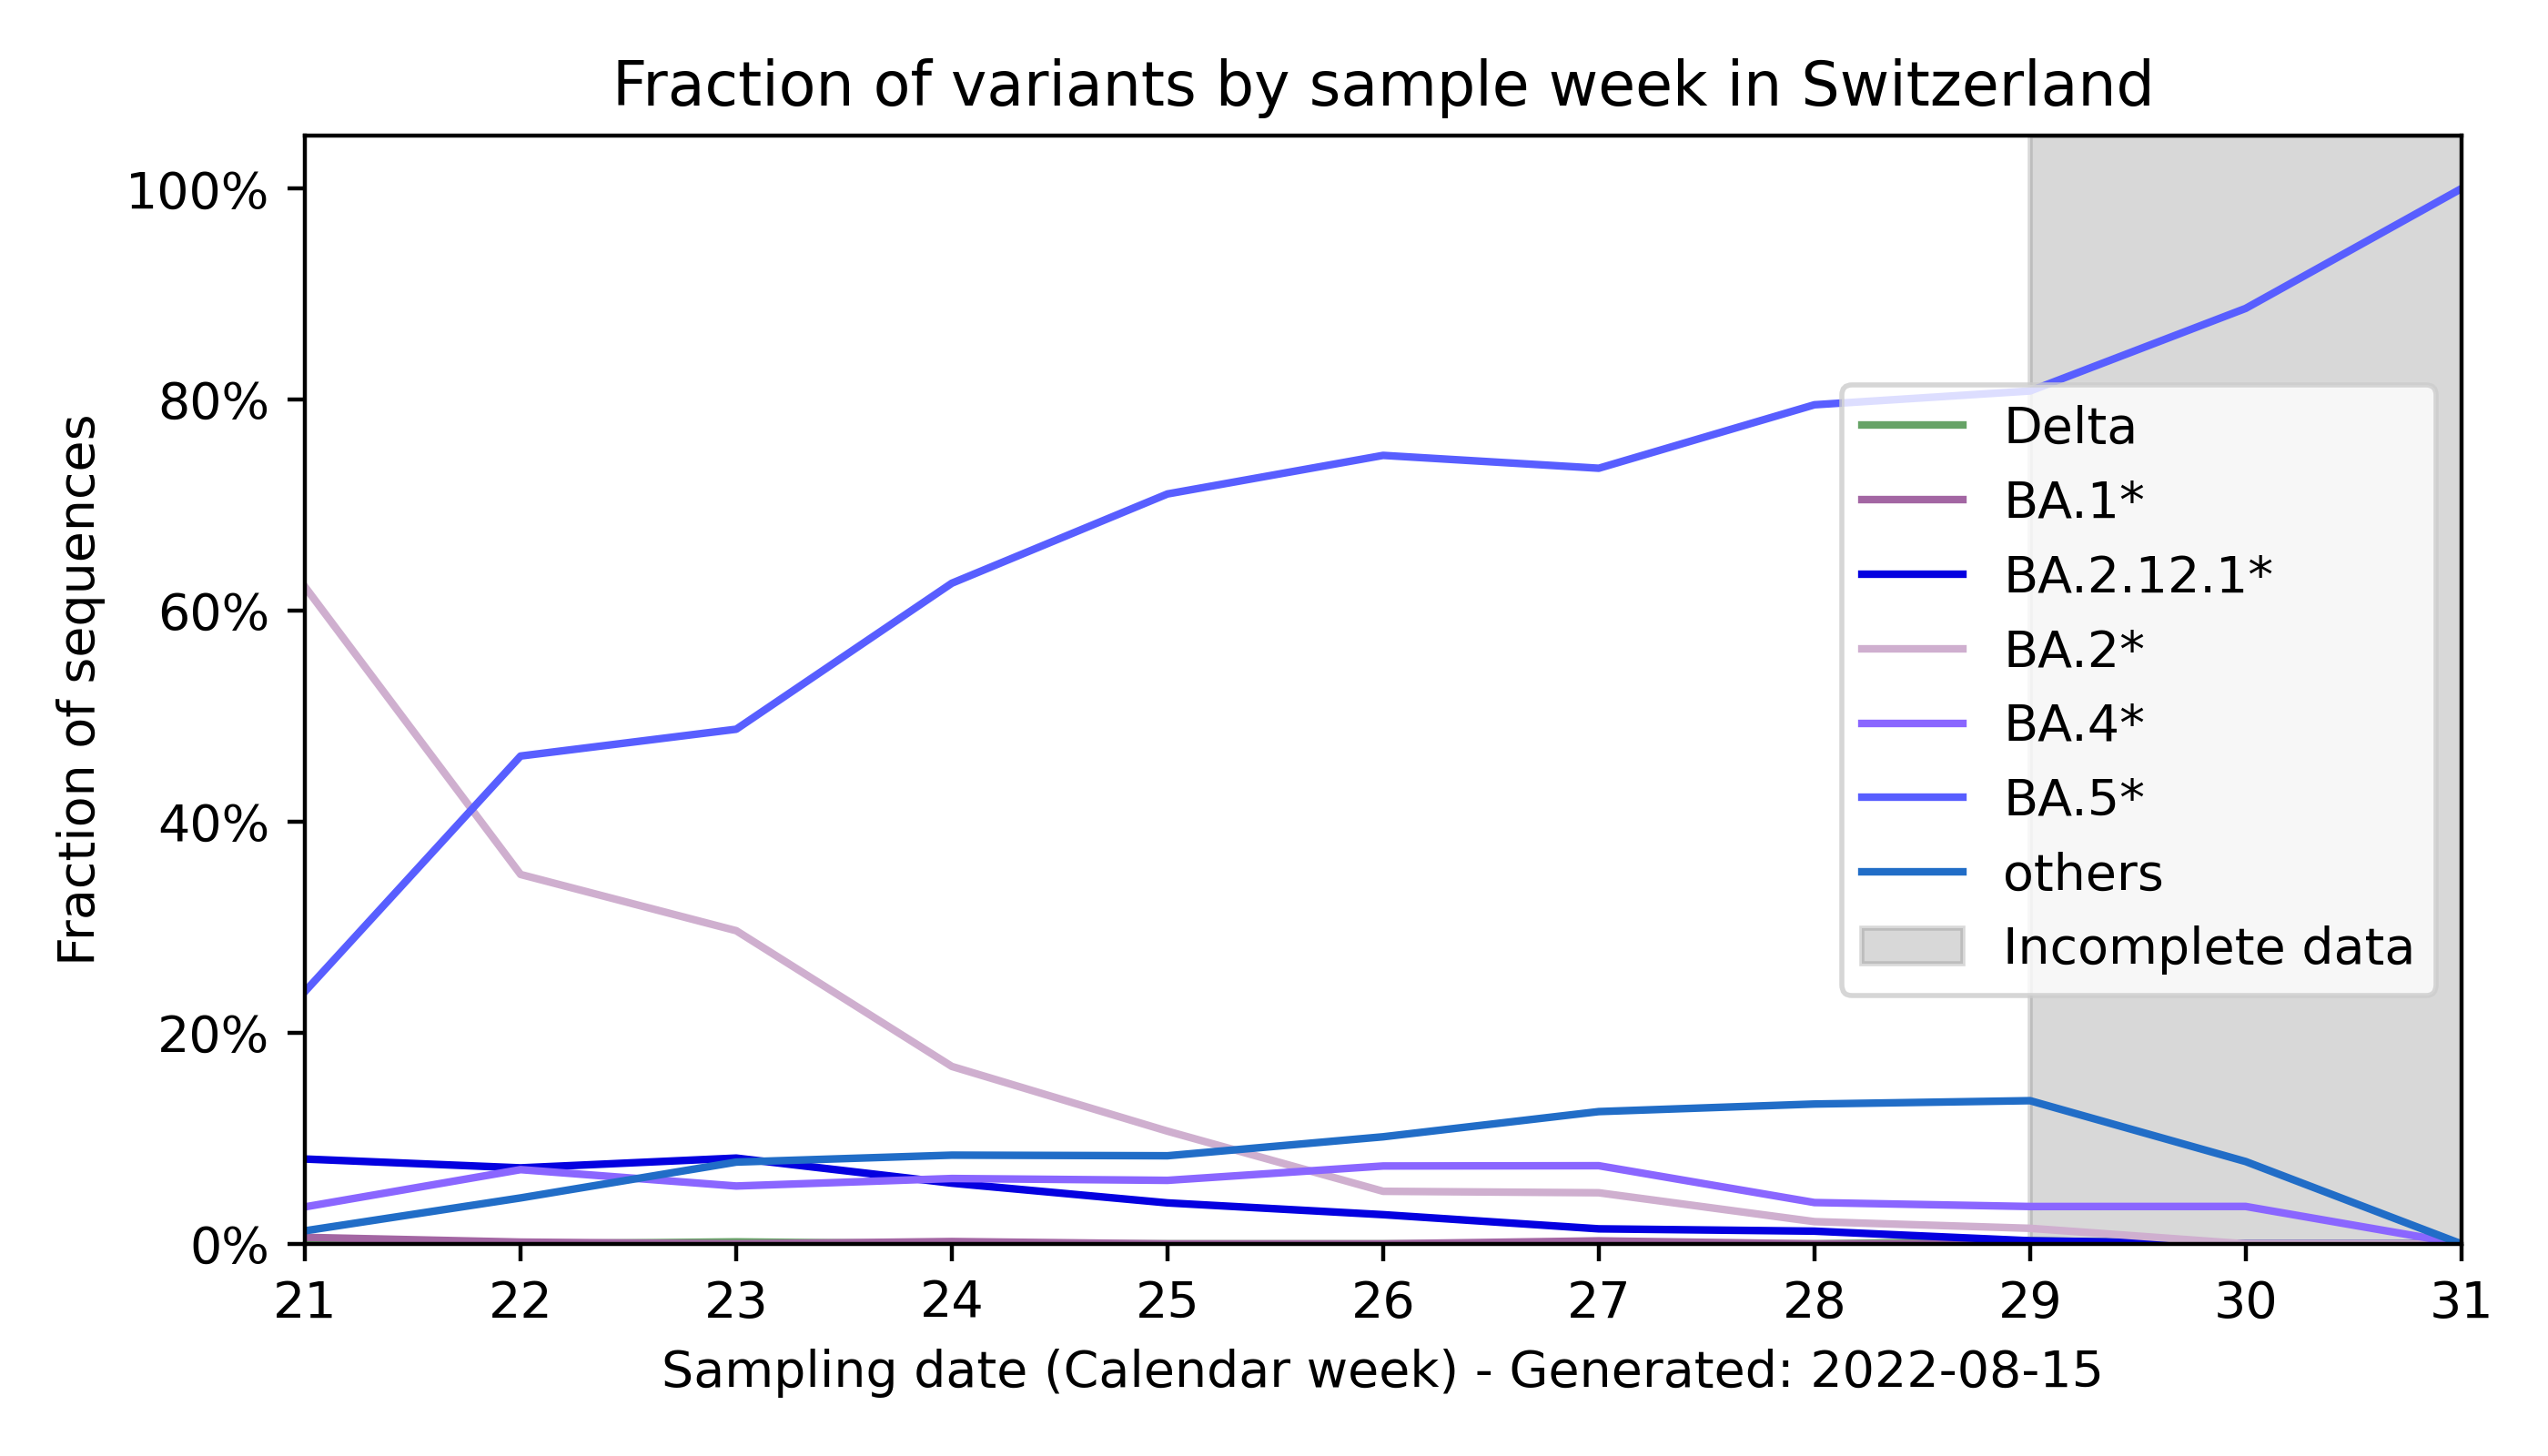 Fraction of variants by sample week in Switzerland
Fraction of sequences
100%
80%
60%
40%
20%
0%
Delta
BA.1*
BA.2.12.1*
BA.2*
BA.4*
BA.5*
others
Incomplete data
21 22 23 24 25 26 27 28 29 30 31
Sampling date (Calendar week) - Generated: 2022-08-15